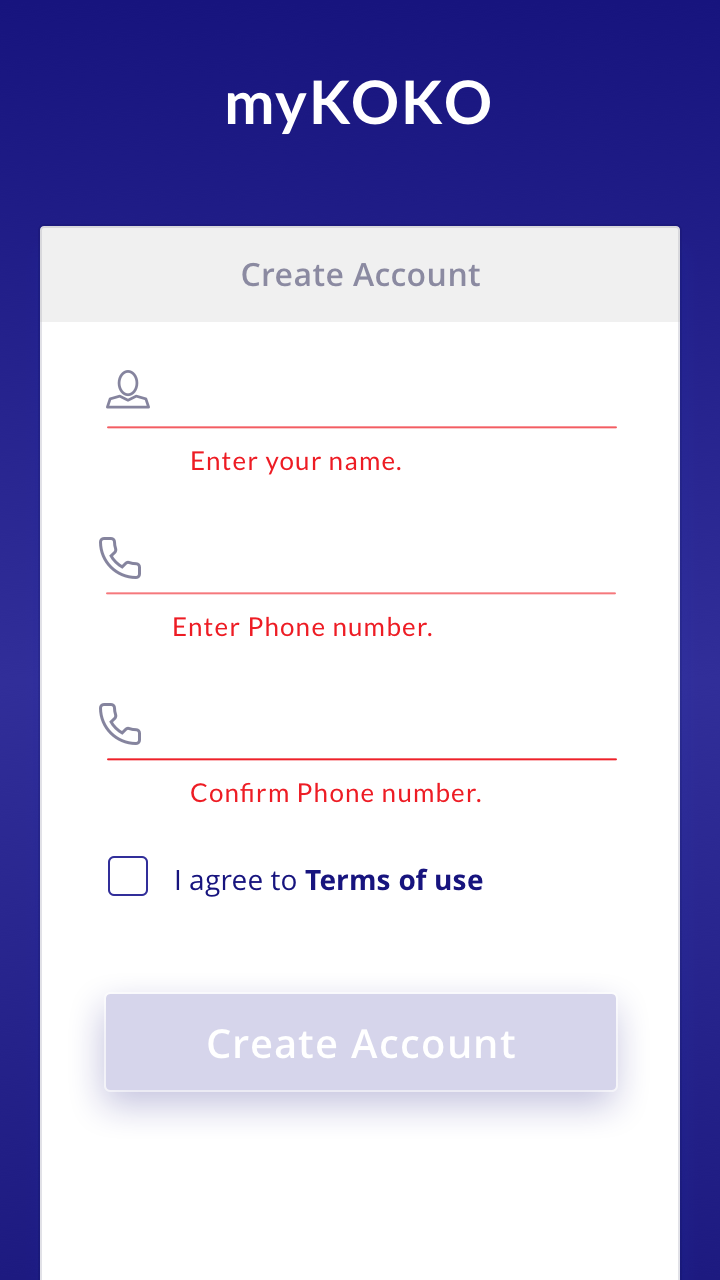 myKOKO
Create Account
Enter your name.
Enter Phone number.
Confirm Phone number.
I agree to Terms of use
Create Account